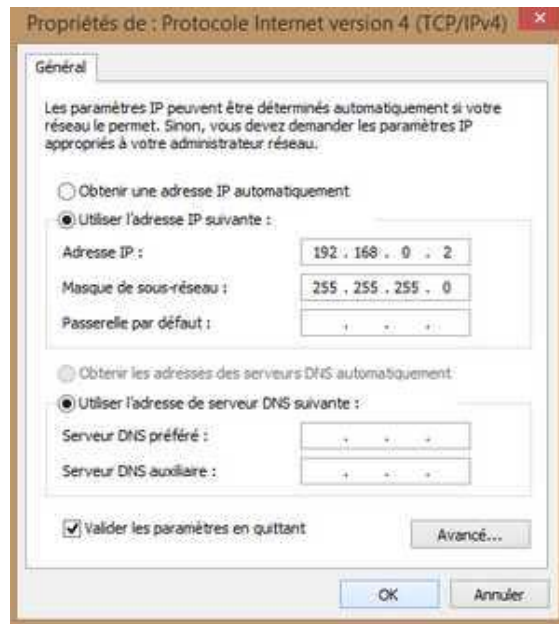 Propriétés de : Protocole Internet version 4 (TCP/IPv4)
Général
Les paramètres IP peuvent être déterminés automatiquement si votre
réseau le permet. Sinon, vous devez demander les paramètres IP
appropriés à votre administrateur réseau.
Obtenir une adresse IP automatiquement
Utiliser l'adresse IP suivante :
Adresse IP : 192 . 168 . 0 . 2
Masque de sous-réseau : 255 . 255 . 255 . 0
Passerelle par défaut : . . .
Obtenir les adresses des serveurs DNS automatiquement
Utiliser l'adresse de serveur DNS suivante :
Serveur DNS préféré : . . .
Serveur DNS auxiliaire : . . .
Valider les paramètres en quittant
Avancé...
OK Annuler